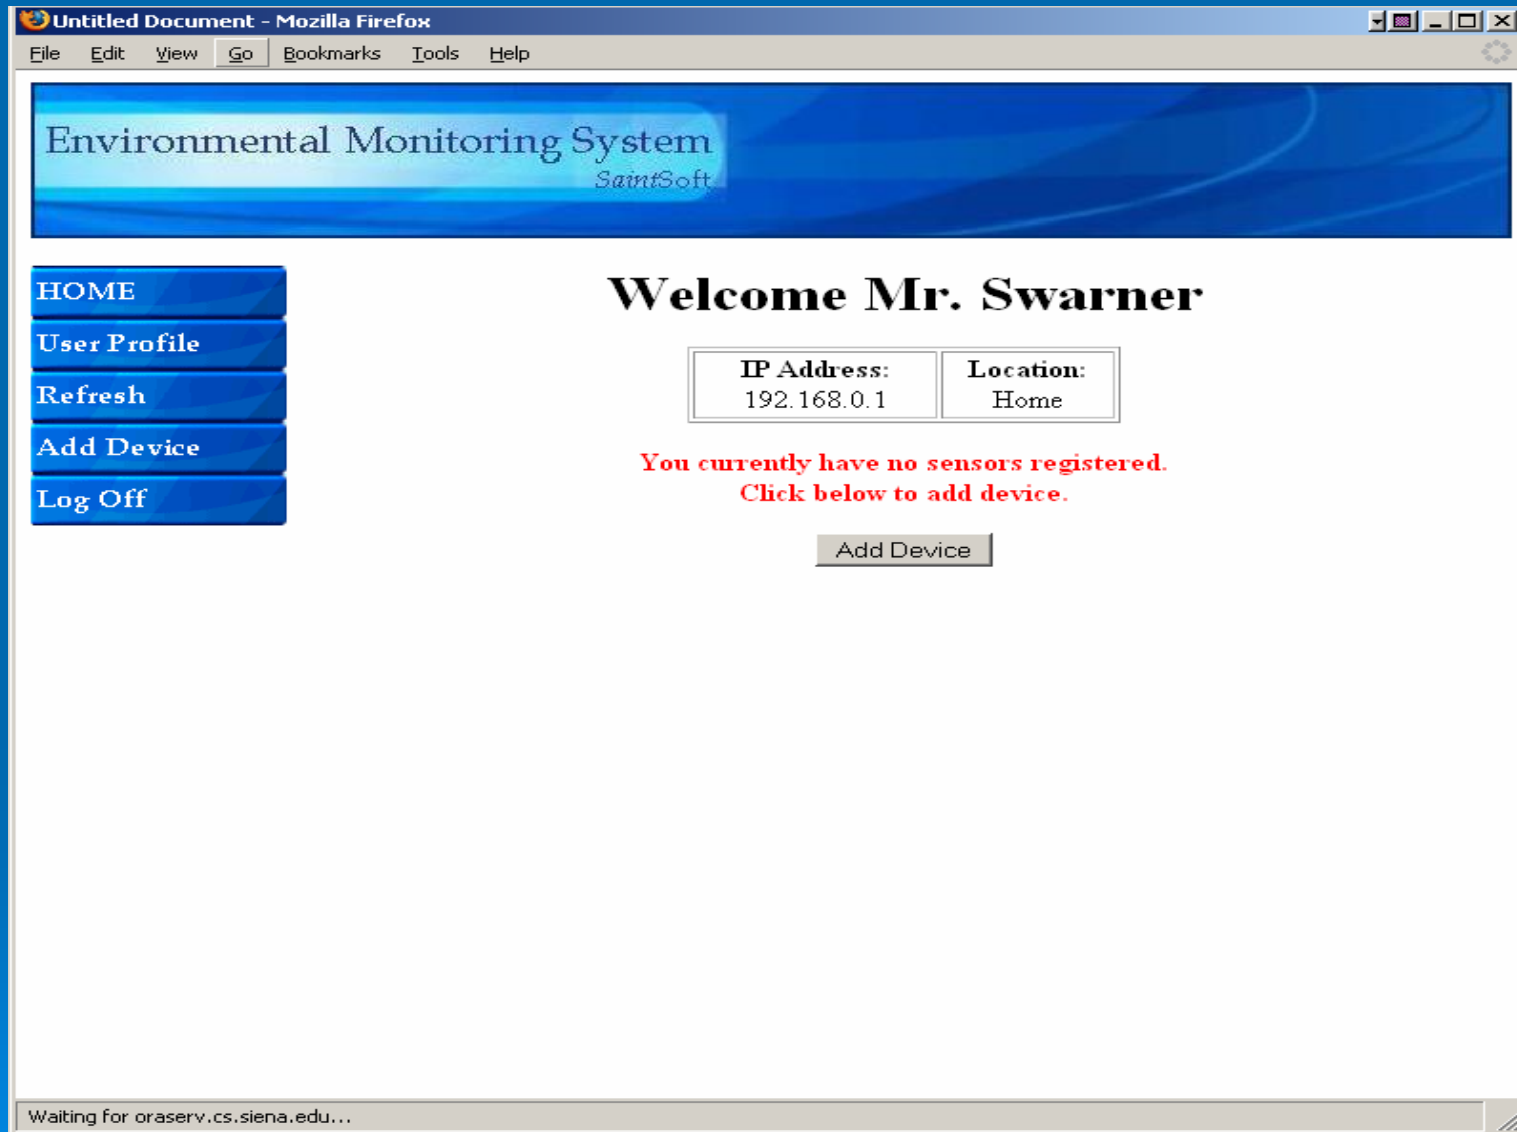 Untitled Document - Mozilla Firefox
File Edit View Go Bookmarks Tools Help
Environmental Monitoring System
SaintSoft
HOME
User Profile
Refresh
Add Device
Log Off
Welcome Mr. Swarner
IP Address: Location:
192.168.0.1 Home
You currently have no sensors registered.
Click below to add device.
Add Device
Waiting for oraserv.cs.siena.edu...